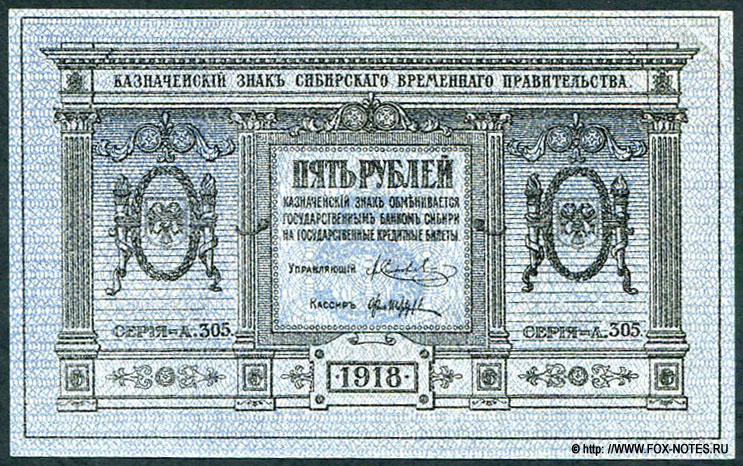 КАЗНАЧЕЙСКІЙ ЗНАКЪ СИБИРСКАГО ВРЕМЕННАГО ПРАВИТЕЛЬСТВА.
ПЯТЬ РУБЛЕЙ
КАЗНАЧЕЙСКІЙ ЗНАК ОБМѢНИВАЕТСЯ
ГОСУДАРСТВЕННЫМЪ БАНКОМЪ СИБИРИ
НА ГОСУДАРСТВЕННЫЕ КРЕДИТНЫЕ БИЛЕТЫ.
УПРАВЛЯЮЩІЙ
КАССИРЪ
СЕРІЯ=А.305.
СЕРІЯ=А.305.
5 5 5 5
·1918·
© http: //WWW.FOX-NOTES.RU